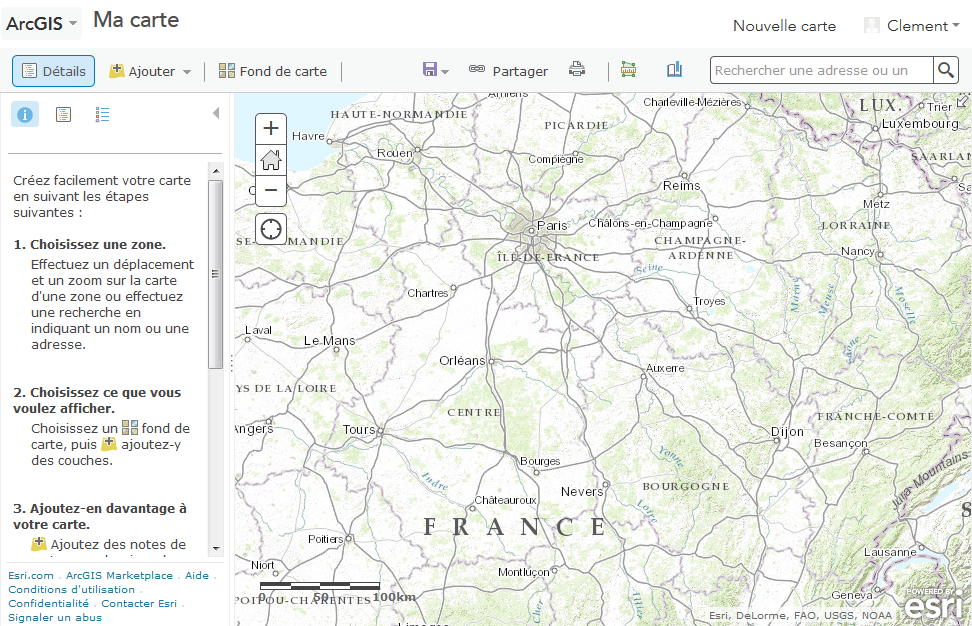 ArcGIS
Ma carte
Nouvelle carte
Clement
Détails
Ajouter
Fond de carte
Partager
Rechercher une adresse ou un
Créez facilement votre carte
en suivant les étapes
suivantes :
1. Choisissez une zone.
Effectuez un déplacement
et un zoom sur la carte
d'une zone ou effectuez
une recherche en
indiquant un nom ou une
adresse.
2. Choisissez ce que vous
voulez afficher.
Choisissez un fond de
carte, puis ajoutez-y
des couches.
3. Ajoutez-en davantage à
votre carte.
Ajoutez des notes de
Esri.com . ArcGIS Marketplace . Aide .
Conditions d'utilisation .
Confidentialité . Contacter Esri .
Signaler un abus
Amiens
Charleville-Mézières
LUX.
Trier
HAUTE-NORMANDIE
PICARDIE
Luxembourg
Havre
Rouen
Compiègne
SAARLAN
Reims
Metz
Paris
Châlons-en-Champagne
LORRAINE
SE- MANDIE
CHAMPAGNE-
ARDENNE
ÎLE-DE-FRANCE
Nancy
Seine
Chartres
Troyes
Marne
Meuse
Moselle
Laval
Le Mans
Saone
Orléans
Auxerre
YS DE LA LOIRE
CENTRE
FRANCHE-COMTÉ
Angers
Tours
Dijon
Besançon
Bourges
Yonne
Jura Mountains
Indre
Nevers
BOURGOGNE
Châteauroux
Loire
FRANCE
S
Poitiers
Lausanne
Niort
Montluçon
0 50 100km
POITOU-CHARENTES
Cher
Allier
Geneva
Limoges
Esri, DeLorme, FAO, USGS, NOAA
POWERED BY
esri